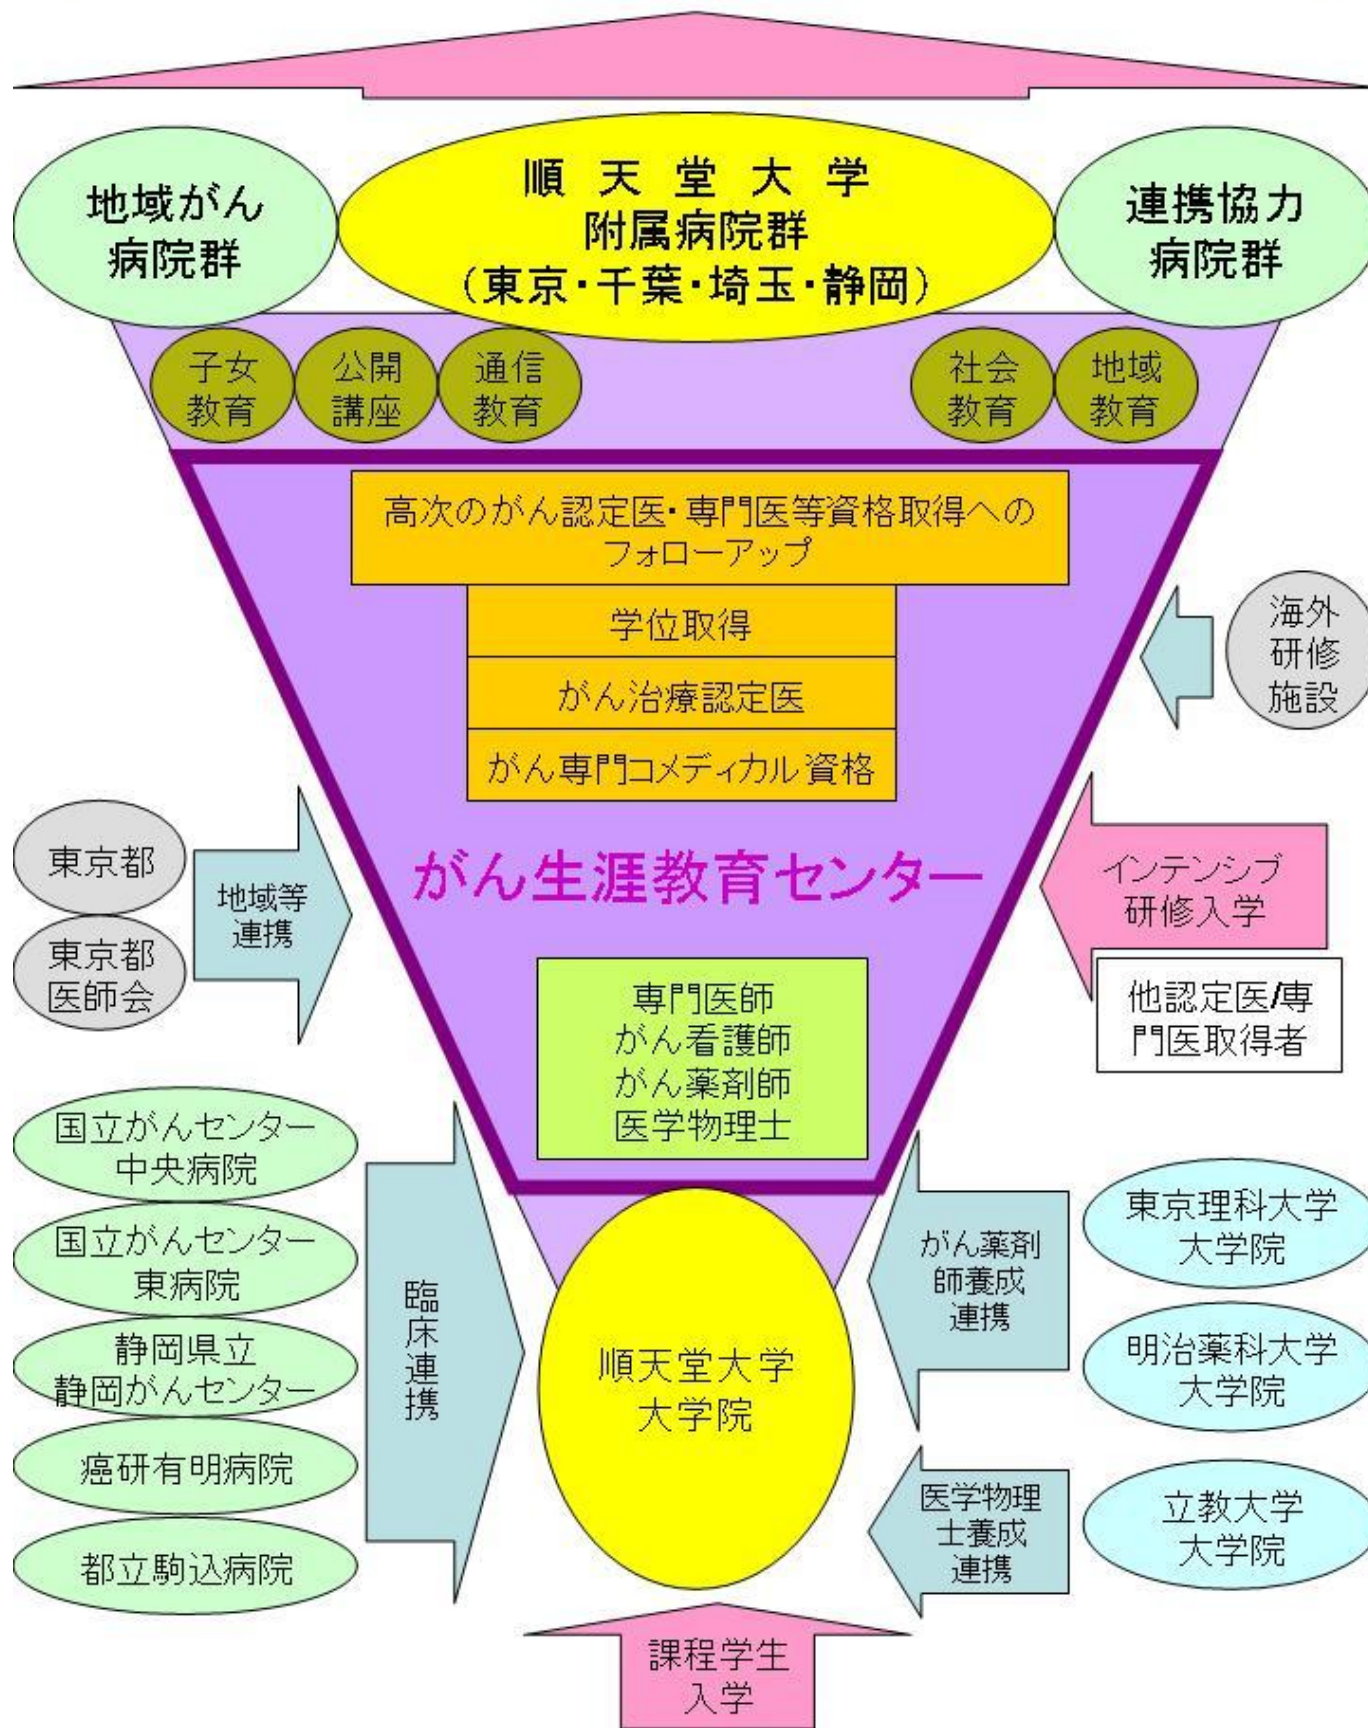 地域がん
病院群
順天堂大学
附属病院群
（東京・千葉・埼玉・静岡）
連携協力
病院群
子女
教育
公開
講座
通信
教育
社会
教育
地域
教育
高次のがん認定医・専門医等資格取得への
フォローアップ
学位取得
がん治療認定医
がん専門コメディカル資格
海外
研修
施設
東京都
東京都
医師会
地域等
連携
がん生涯教育センター
インテンシブ
研修入学
他認定医/専
門医取得者
専門医師
がん看護師
がん薬剤師
医学物理士
国立がんセンター
中央病院
国立がんセンター
東病院
静岡県立
静岡がんセンター
癌研有明病院
都立駒込病院
臨床連携
順天堂大学
大学院
がん薬剤
師養成
連携
東京理科大学
大学院
明治薬科大学
大学院
医学物理
士養成
連携
立教大学
大学院
課程学生
入学